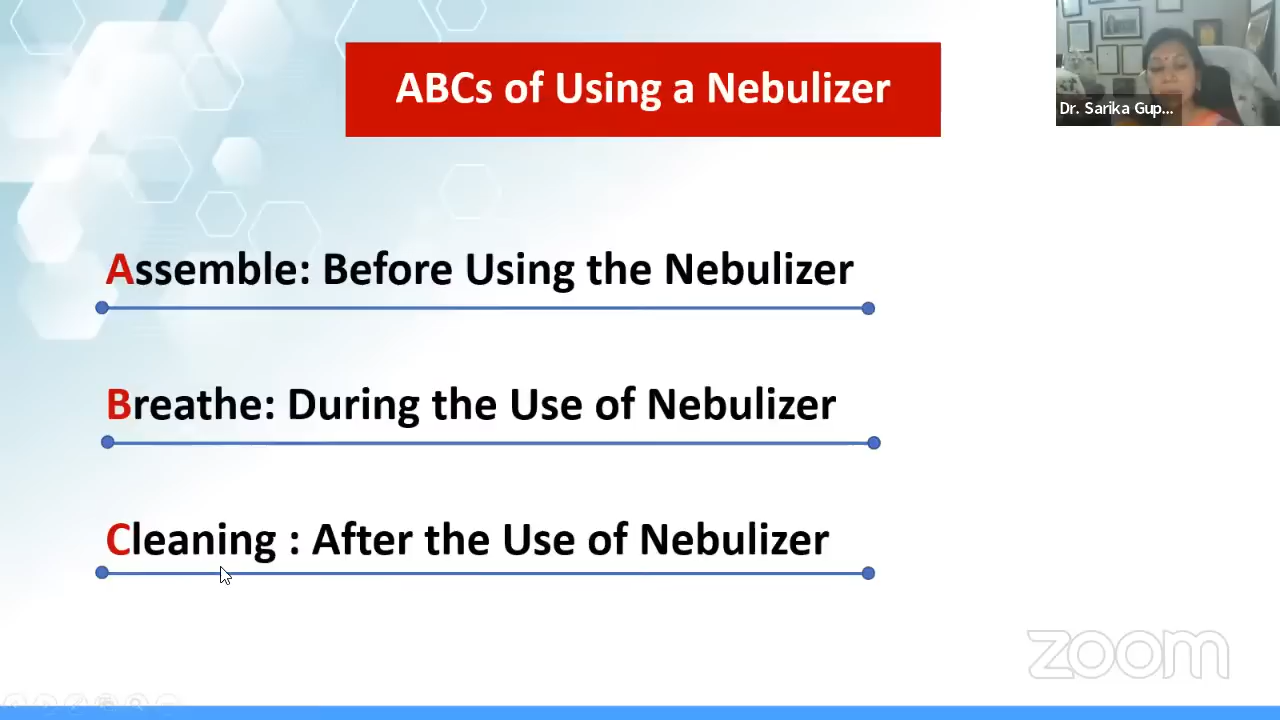 ABCs of Using a Nebulizer
Dr. Sarika Gup...
Assemble: Before Using the Nebulizer
Breathe: During the Use of Nebulizer
Cleaning : After the Use of Nebulizer
zoom